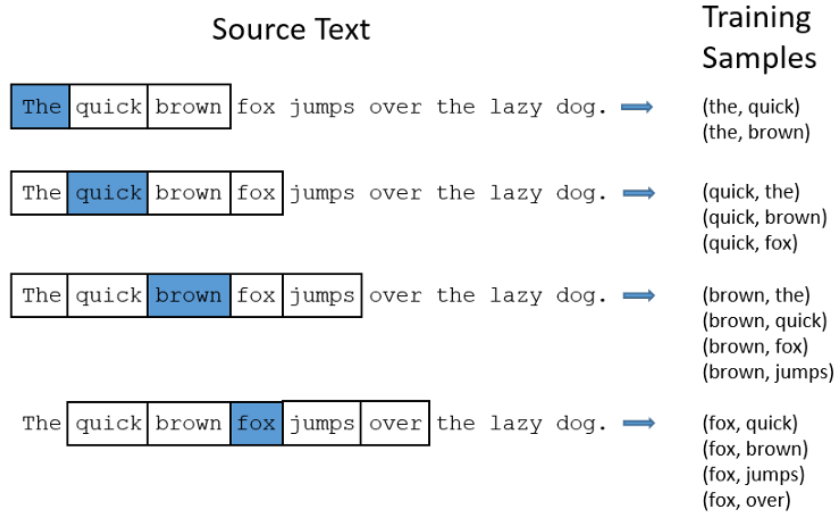 Source Text
Training
Samples
The quick brown fox jumps over the lazy dog.
(the, quick)
(the, brown)
The quick brown fox jumps over the lazy dog.
(quick, the)
(quick, brown)
(quick, fox)
The quick brown fox jumps over the lazy dog.
(brown, the)
(brown, quick)
(brown, fox)
(brown, jumps)
The quick brown fox jumps over the lazy dog.
(fox, quick)
(fox, brown)
(fox, jumps)
(fox, over)